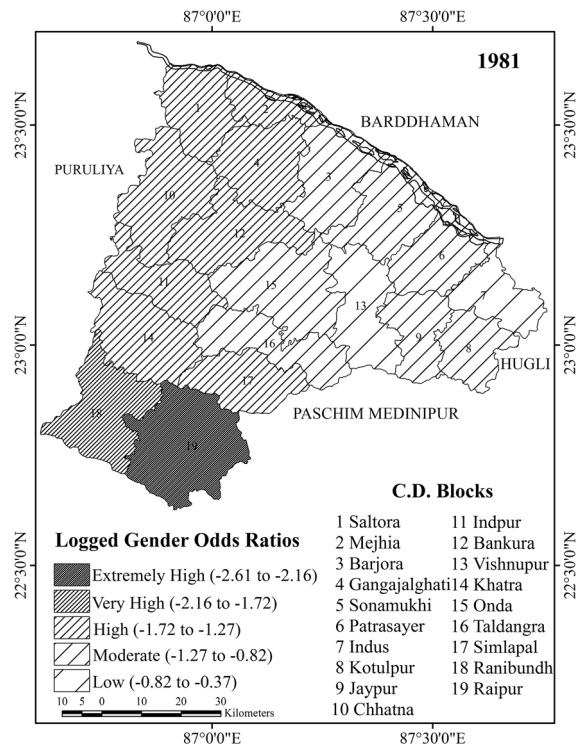 87°0'0"E 87°30'0"E
1981
23°30'0"N 23°30'0"N
BARDDHAMAN
PURULIYA
1
2
3
4
5
10
12
6
11
15
7
13
14
16
9
8
23°0'0"N 23°0'0"N
HUGLI
17
PASCHIM MEDINIPUR
18
19
C.D. Blocks
1 Saltora 11 Indpur
2 Mejhia 12 Bankura
3 Barjora 13 Vishnupur
4 Gangajalghati 14 Khatra
5 Sonamukhi 15 Onda
6 Patrasayer 16 Taldangra
7 Indus 17 Simlapal
8 Kotulpur 18 Ranibundh
9 Jaypur 19 Raipur
10 Chhatna
Logged Gender Odds Ratios
Extremely High (-2.61 to -2.16)
Very High (-2.16 to -1.72)
High (-1.72 to -1.27)
Moderate (-1.27 to -0.82)
Low (-0.82 to -0.37)
22°30'0"N 22°30'0"N
10 5 0 10 20 30
Kilometers
87°0'0"E 87°30'0"E